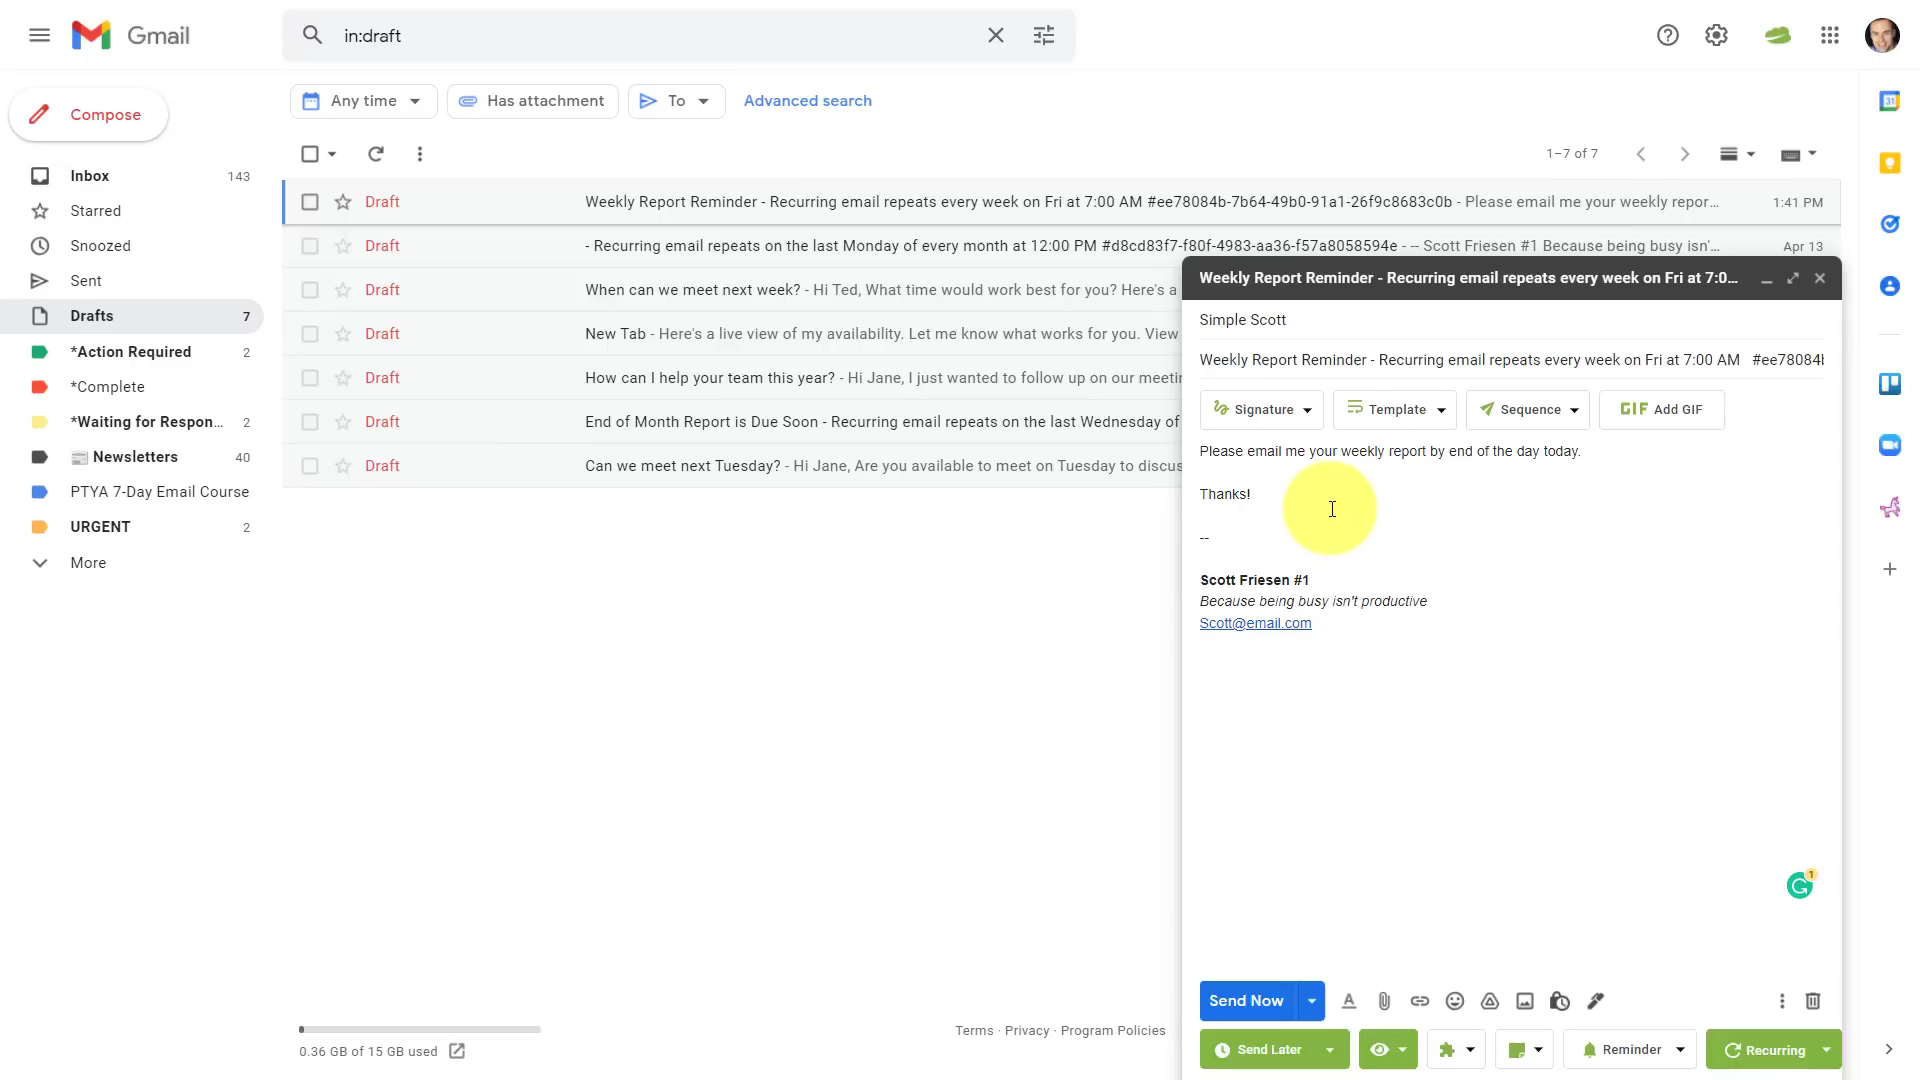 Gmail
in:draft
Any time
Has attachment
To
Advanced search
Compose
1–7 of 7
Inbox 143
Starred
Snoozed
Sent
Drafts 7
*Action Required 2
*Complete
*Waiting for Respon... 2
Newsletters 40
PTYA 7-Day Email Course
URGENT 2
More
Draft Weekly Report Reminder - Recurring email repeats every week on Fri at 7:00 AM #ee78084b-7b64-49b0-91a1-26f9c8683c0b - Please email me your weekly repor... 1:41 PM
Draft - Recurring email repeats on the last Monday of every month at 12:00 PM #d8cd83f7-f80f-4983-aa36-f57a8058594e - -- Scott Friesen #1 Because being busy isn'... Apr 13
Draft When can we meet next week? - Hi Ted, What time would work best for you? Here's a
Draft New Tab - Here's a live view of my availability. Let me know what works for you. View
Draft How can I help your team this year? - Hi Jane, I just wanted to follow up on our meeti
Draft End of Month Report is Due Soon - Recurring email repeats on the last Wednesday of
Draft Can we meet next Tuesday? - Hi Jane, Are you available to meet on Tuesday to discus
Weekly Report Reminder - Recurring email repeats every week on Fri at 7:0...
Simple Scott
Weekly Report Reminder - Recurring email repeats every week on Fri at 7:00 AM #ee78084b
Signature
Template
Sequence
GIF Add GIF
Please email me your weekly report by end of the day today.
Thanks!
--
Scott Friesen #1
Because being busy isn't productive
Scott@email.com
1
Send Now
Send Later
Reminder
Recurring
0.36 GB of 15 GB used
Terms · Privacy · Program Policies
31